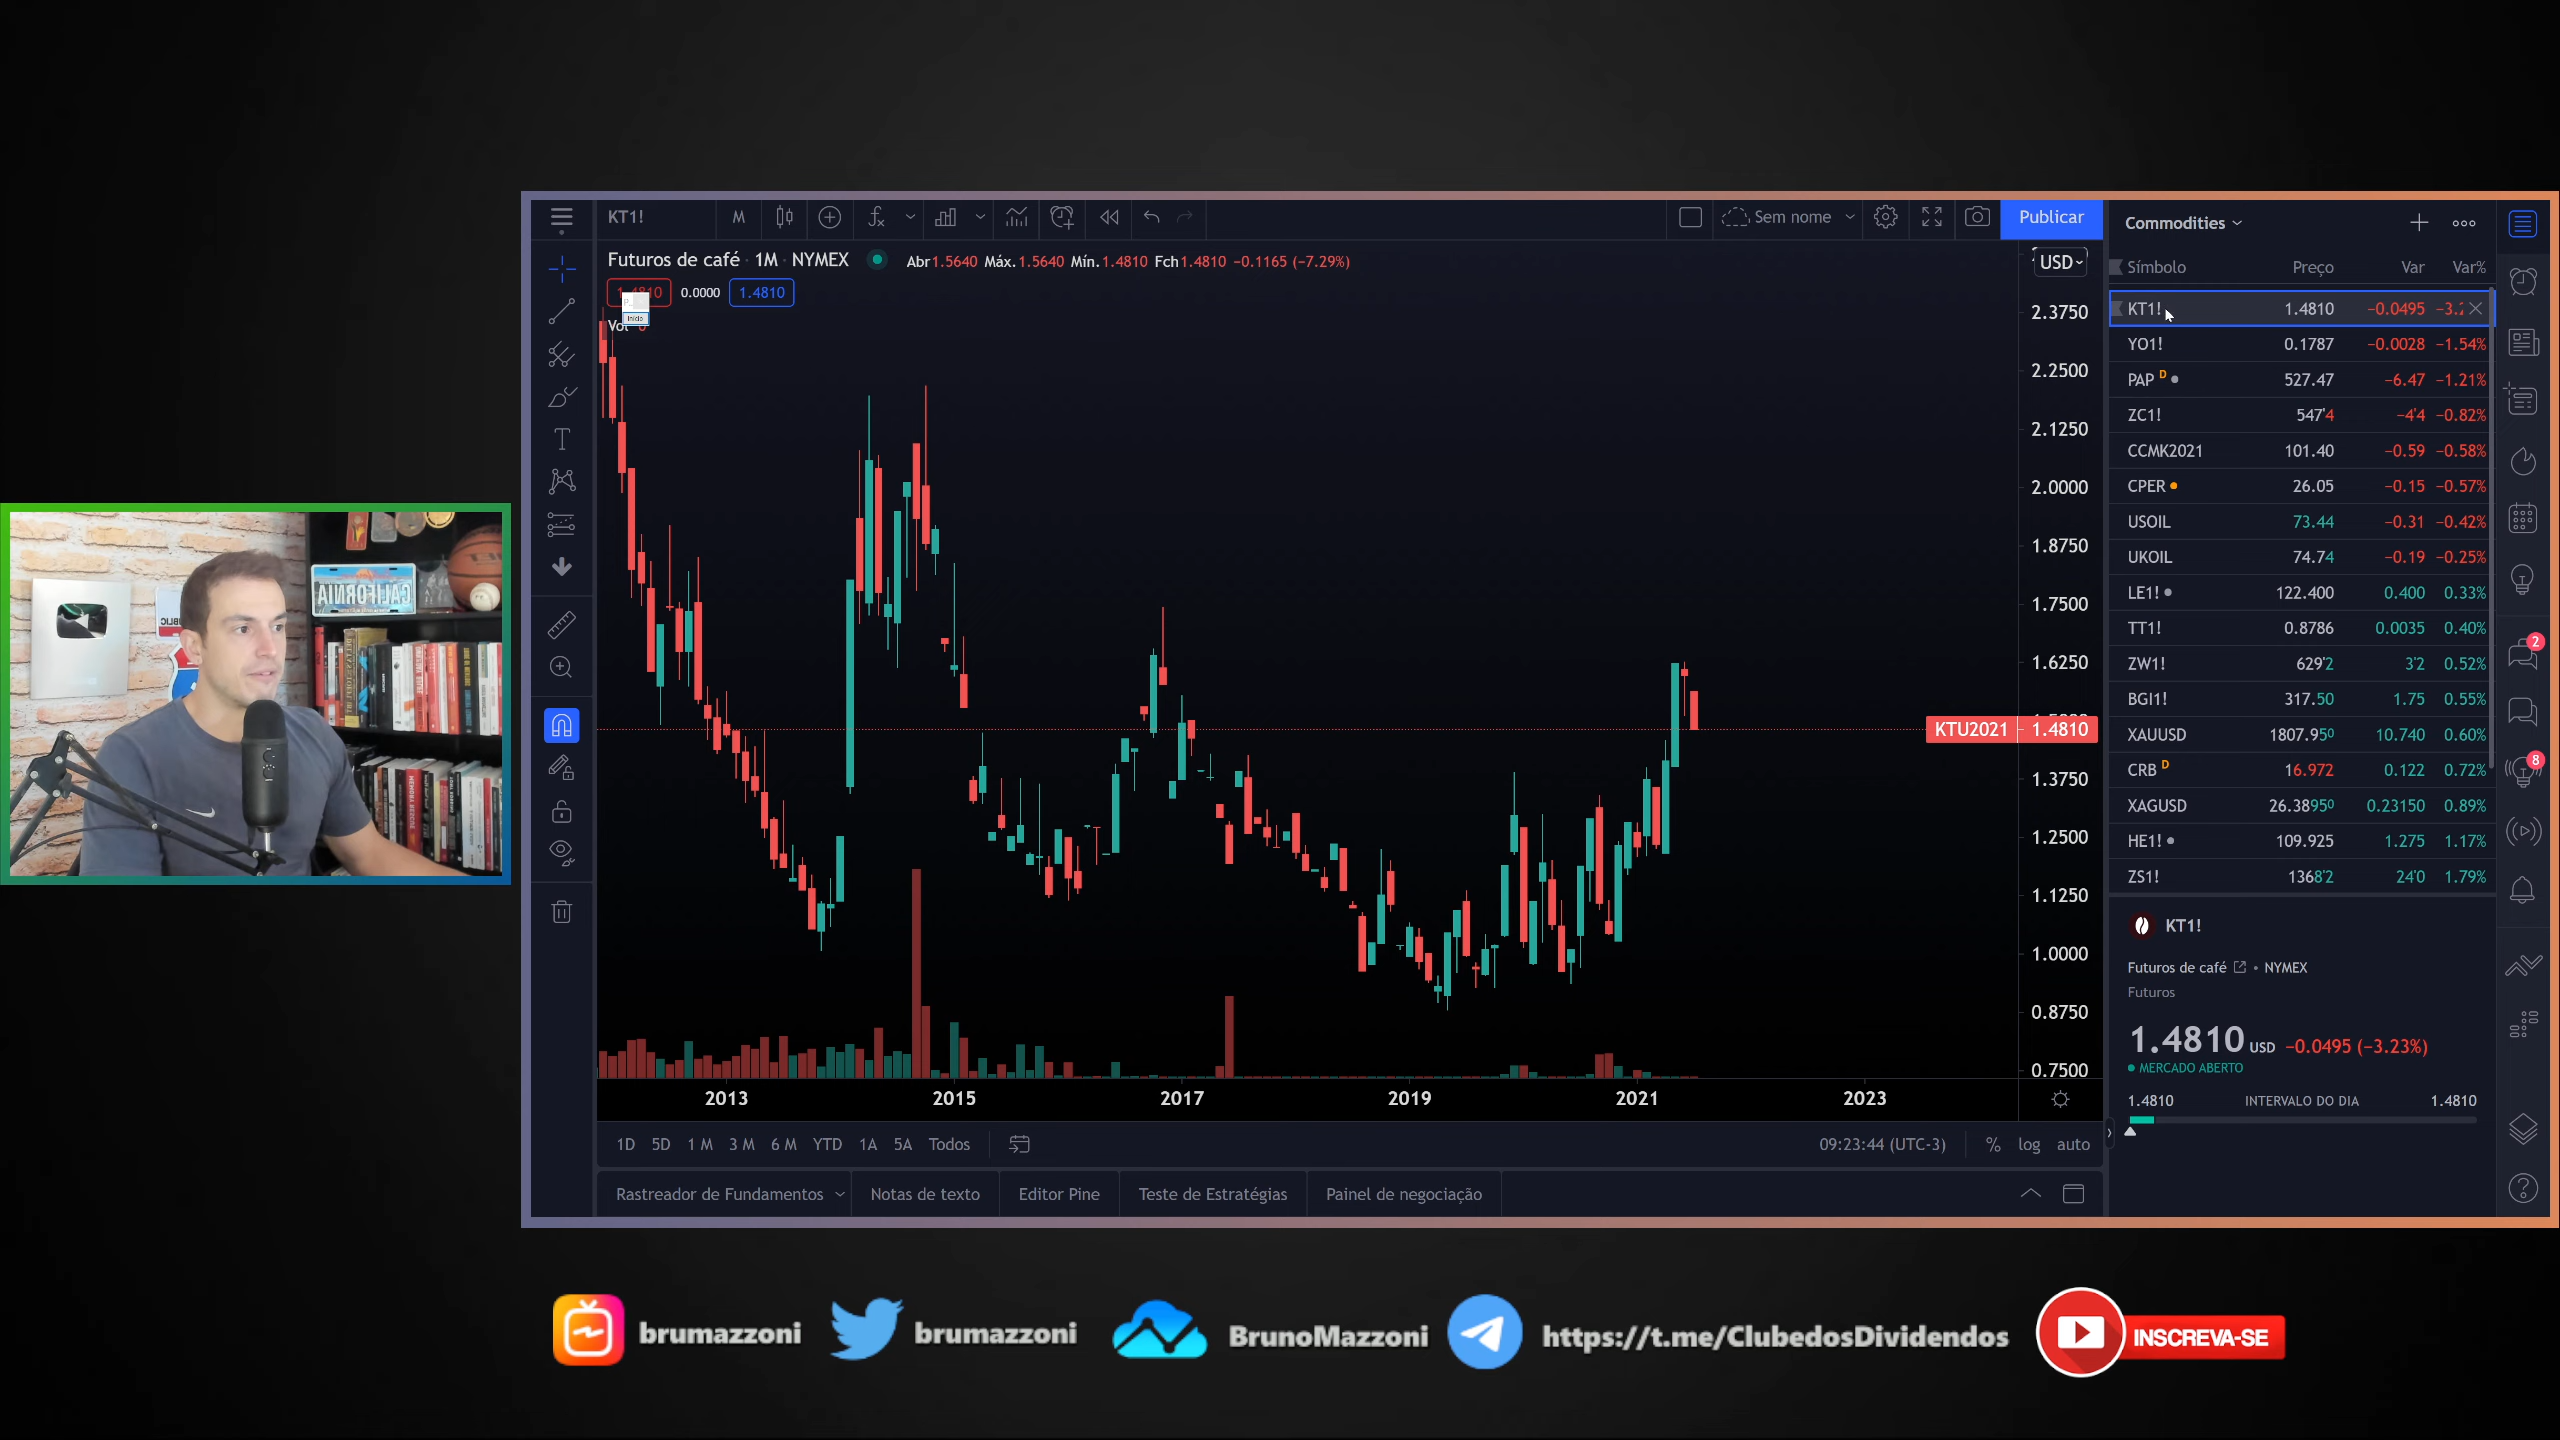 KT1!
M
Sem nome
Publicar
Futuros de café · 1M · NYMEX
Abr1.5640 Máx.1.5640 Mín.1.4810 Fch1.4810 −0.1165 (−7.29%)
0.0000
1.4810
Início
USD
2.3750
2.2500
2.1250
2.0000
1.8750
1.7500
1.6250
KTU2021 1.4810
1.3750
1.2500
1.1250
1.0000
0.8750
0.7500
2013 2015 2017 2019 2021 2023
1D 5D 1 M 3 M 6 M YTD 1A 5A Todos
09:23:44 (UTC-3) % log auto
Rastreador de Fundamentos
Notas de texto
Editor Pine
Teste de Estratégias
Painel de negociação
Commodities
Símbolo Preço Var Var%
KT1! 1.4810 −0.0495
YO1! 0.1787 −0.0028 −1.54%
PAP D 527.47 −6.47 −1.21%
ZC1! 547'4 −4'4 −0.82%
CCMK2021 101.40 −0.59 −0.58%
CPER 26.05 −0.15 −0.57%
USOIL 73.44 −0.31 −0.42%
UKOIL 74.74 −0.19 −0.25%
LE1! 122.400 0.400 0.33%
TT1! 0.8786 0.0035 0.40%
ZW1! 629'2 3'2 0.52%
BGI1! 317.50 1.75 0.55%
XAUUSD 1807.95⁰ 10.740 0.60%
CRB D 16.972 0.122 0.72%
XAGUSD 26.3895⁰ 0.23150 0.89%
HE1! 109.925 1.275 1.17%
ZS1! 1368'2 24'0 1.79%
KT1!
Futuros de café • NYMEX
Futuros
1.4810 USD −0.0495 (−3.23%)
MERCADO ABERTO
1.4810 INTERVALO DO DIA 1.4810
2
8
CALIFORNIA
brumazzoni
brumazzoni
BrunoMazzoni
https://t.me/ClubedosDividendos
INSCREVA-SE